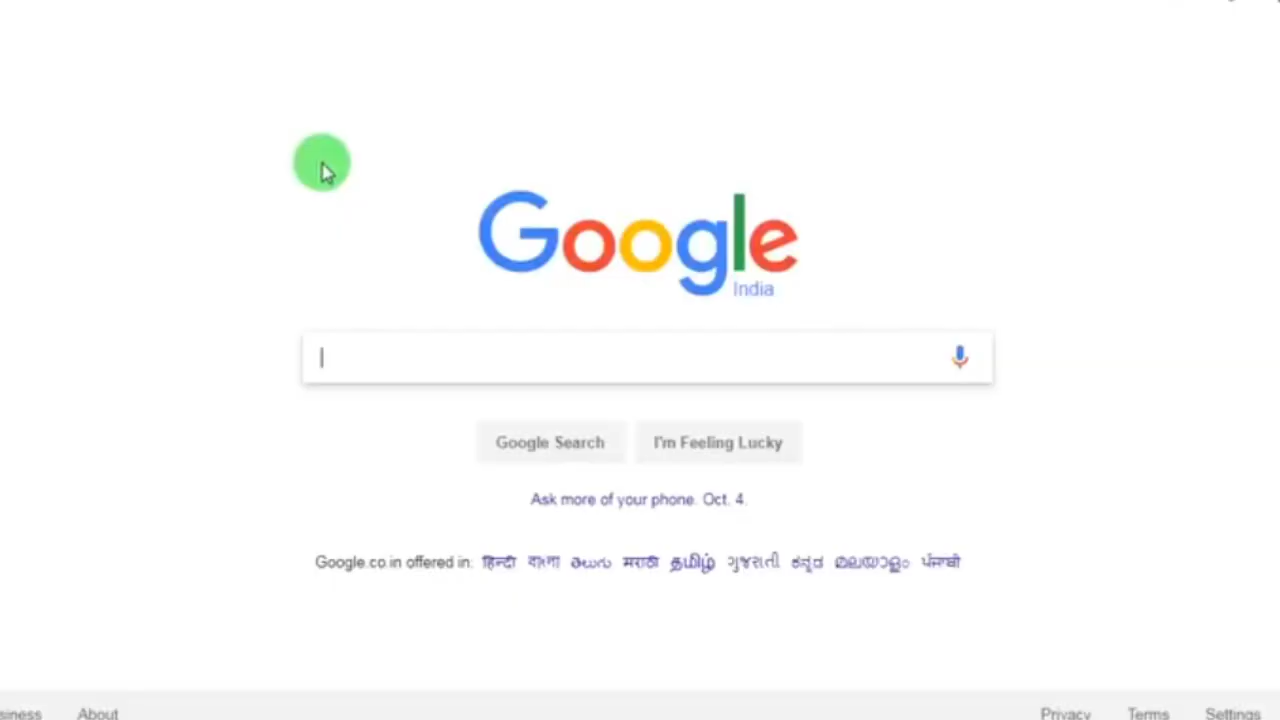 Google
India
Google Search I'm Feeling Lucky
Ask more of your phone. Oct. 4.
Google.co.in offered in: हिन्दी বাংলা తెలుగు मराठी தமிழ் ગુજરાતી ಕನ್ನಡ മലയാളം ਪੰਜਾਬੀ
About Privacy Terms Settings